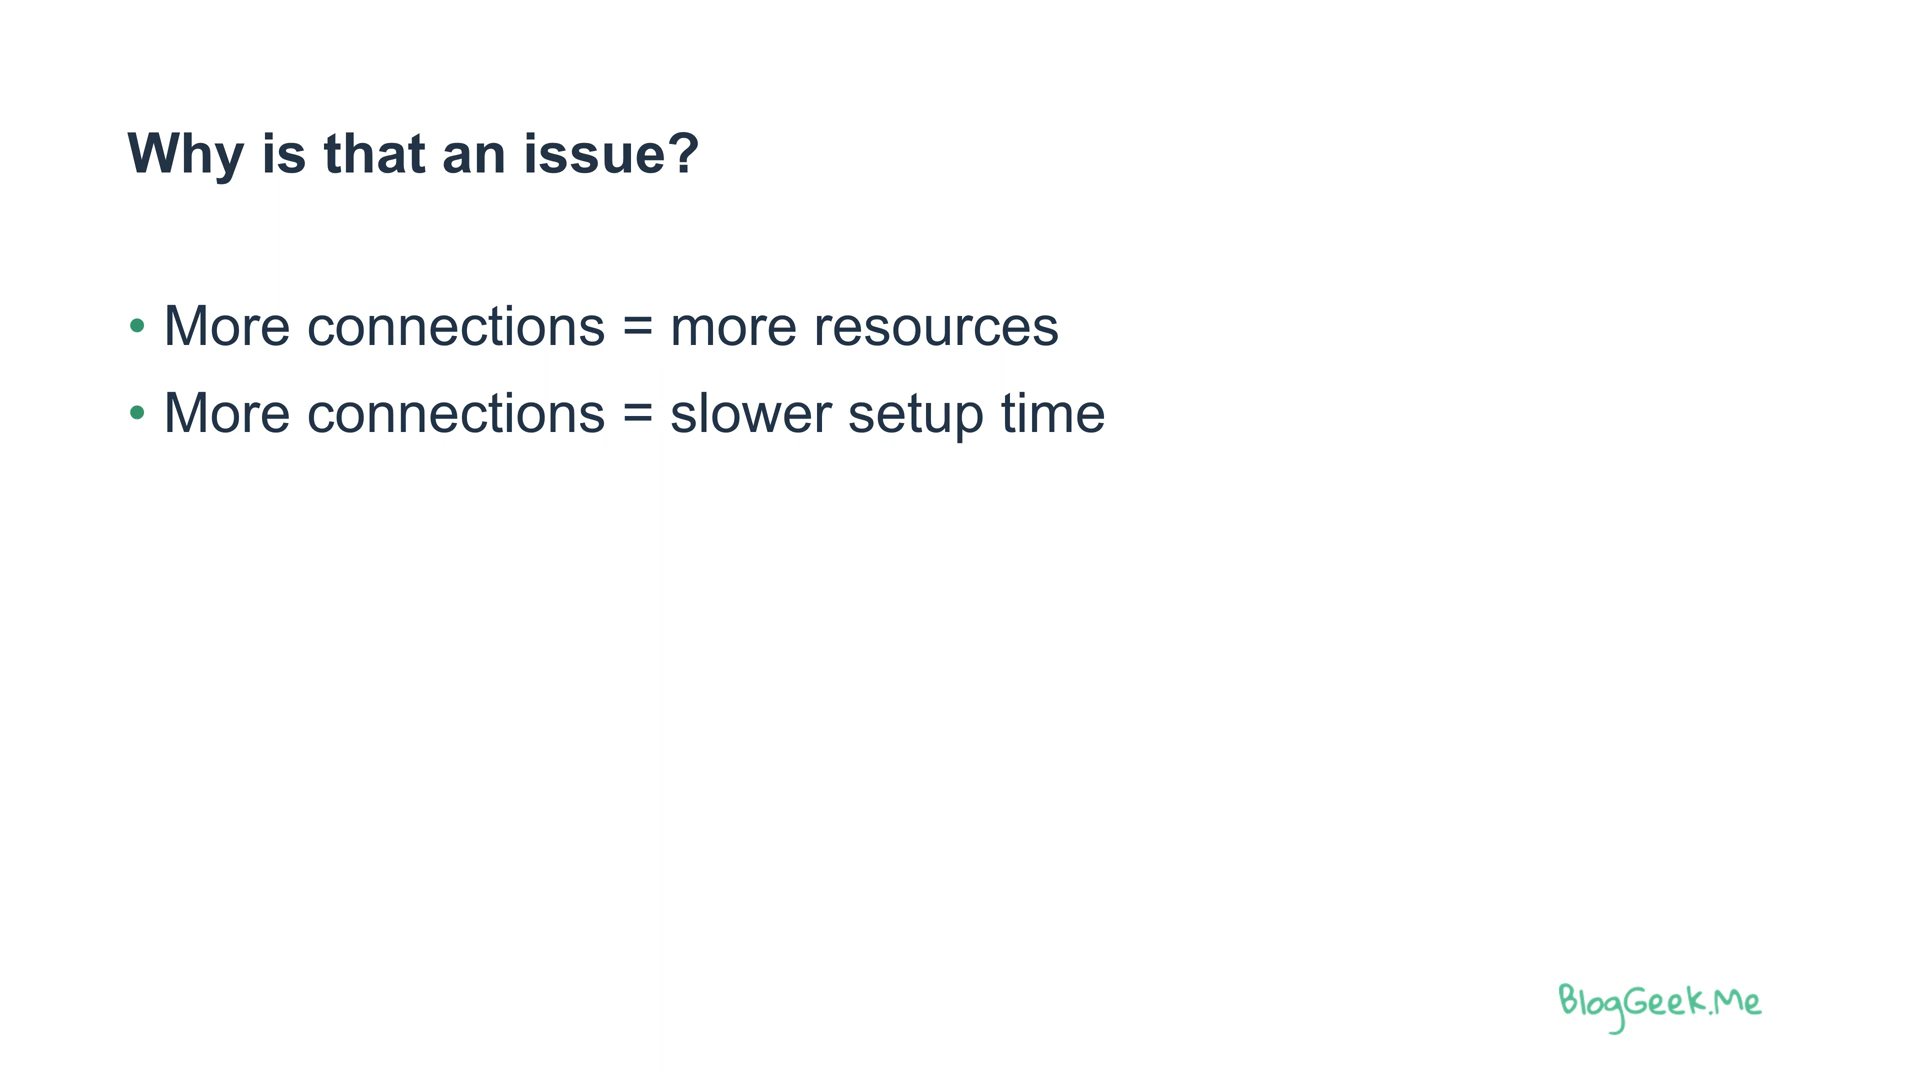 Why is that an issue?
• More connections = more resources
• More connections = slower setup time
BlogGeek.Me